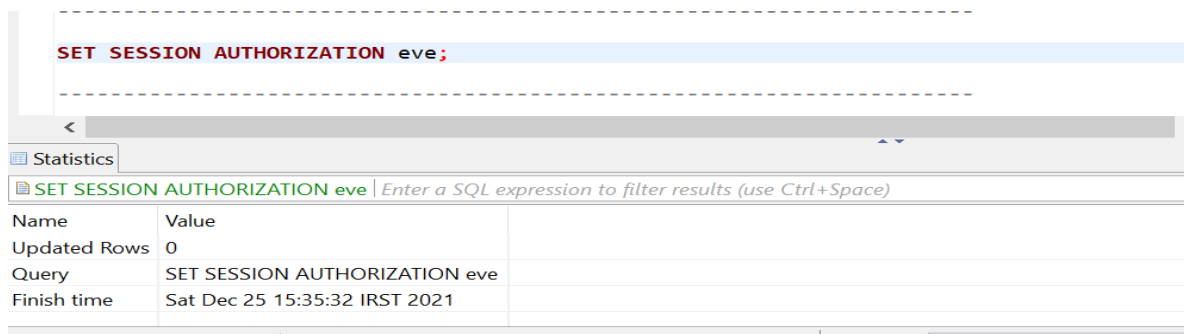 ----------------------------------------------------------------------
SET SESSION AUTHORIZATION eve;
----------------------------------------------------------------------
Statistics
SET SESSION AUTHORIZATION eve Enter a SQL expression to filter results (use Ctrl+Space)
Name Value
Updated Rows 0
Query SET SESSION AUTHORIZATION eve
Finish time Sat Dec 25 15:35:32 IRST 2021